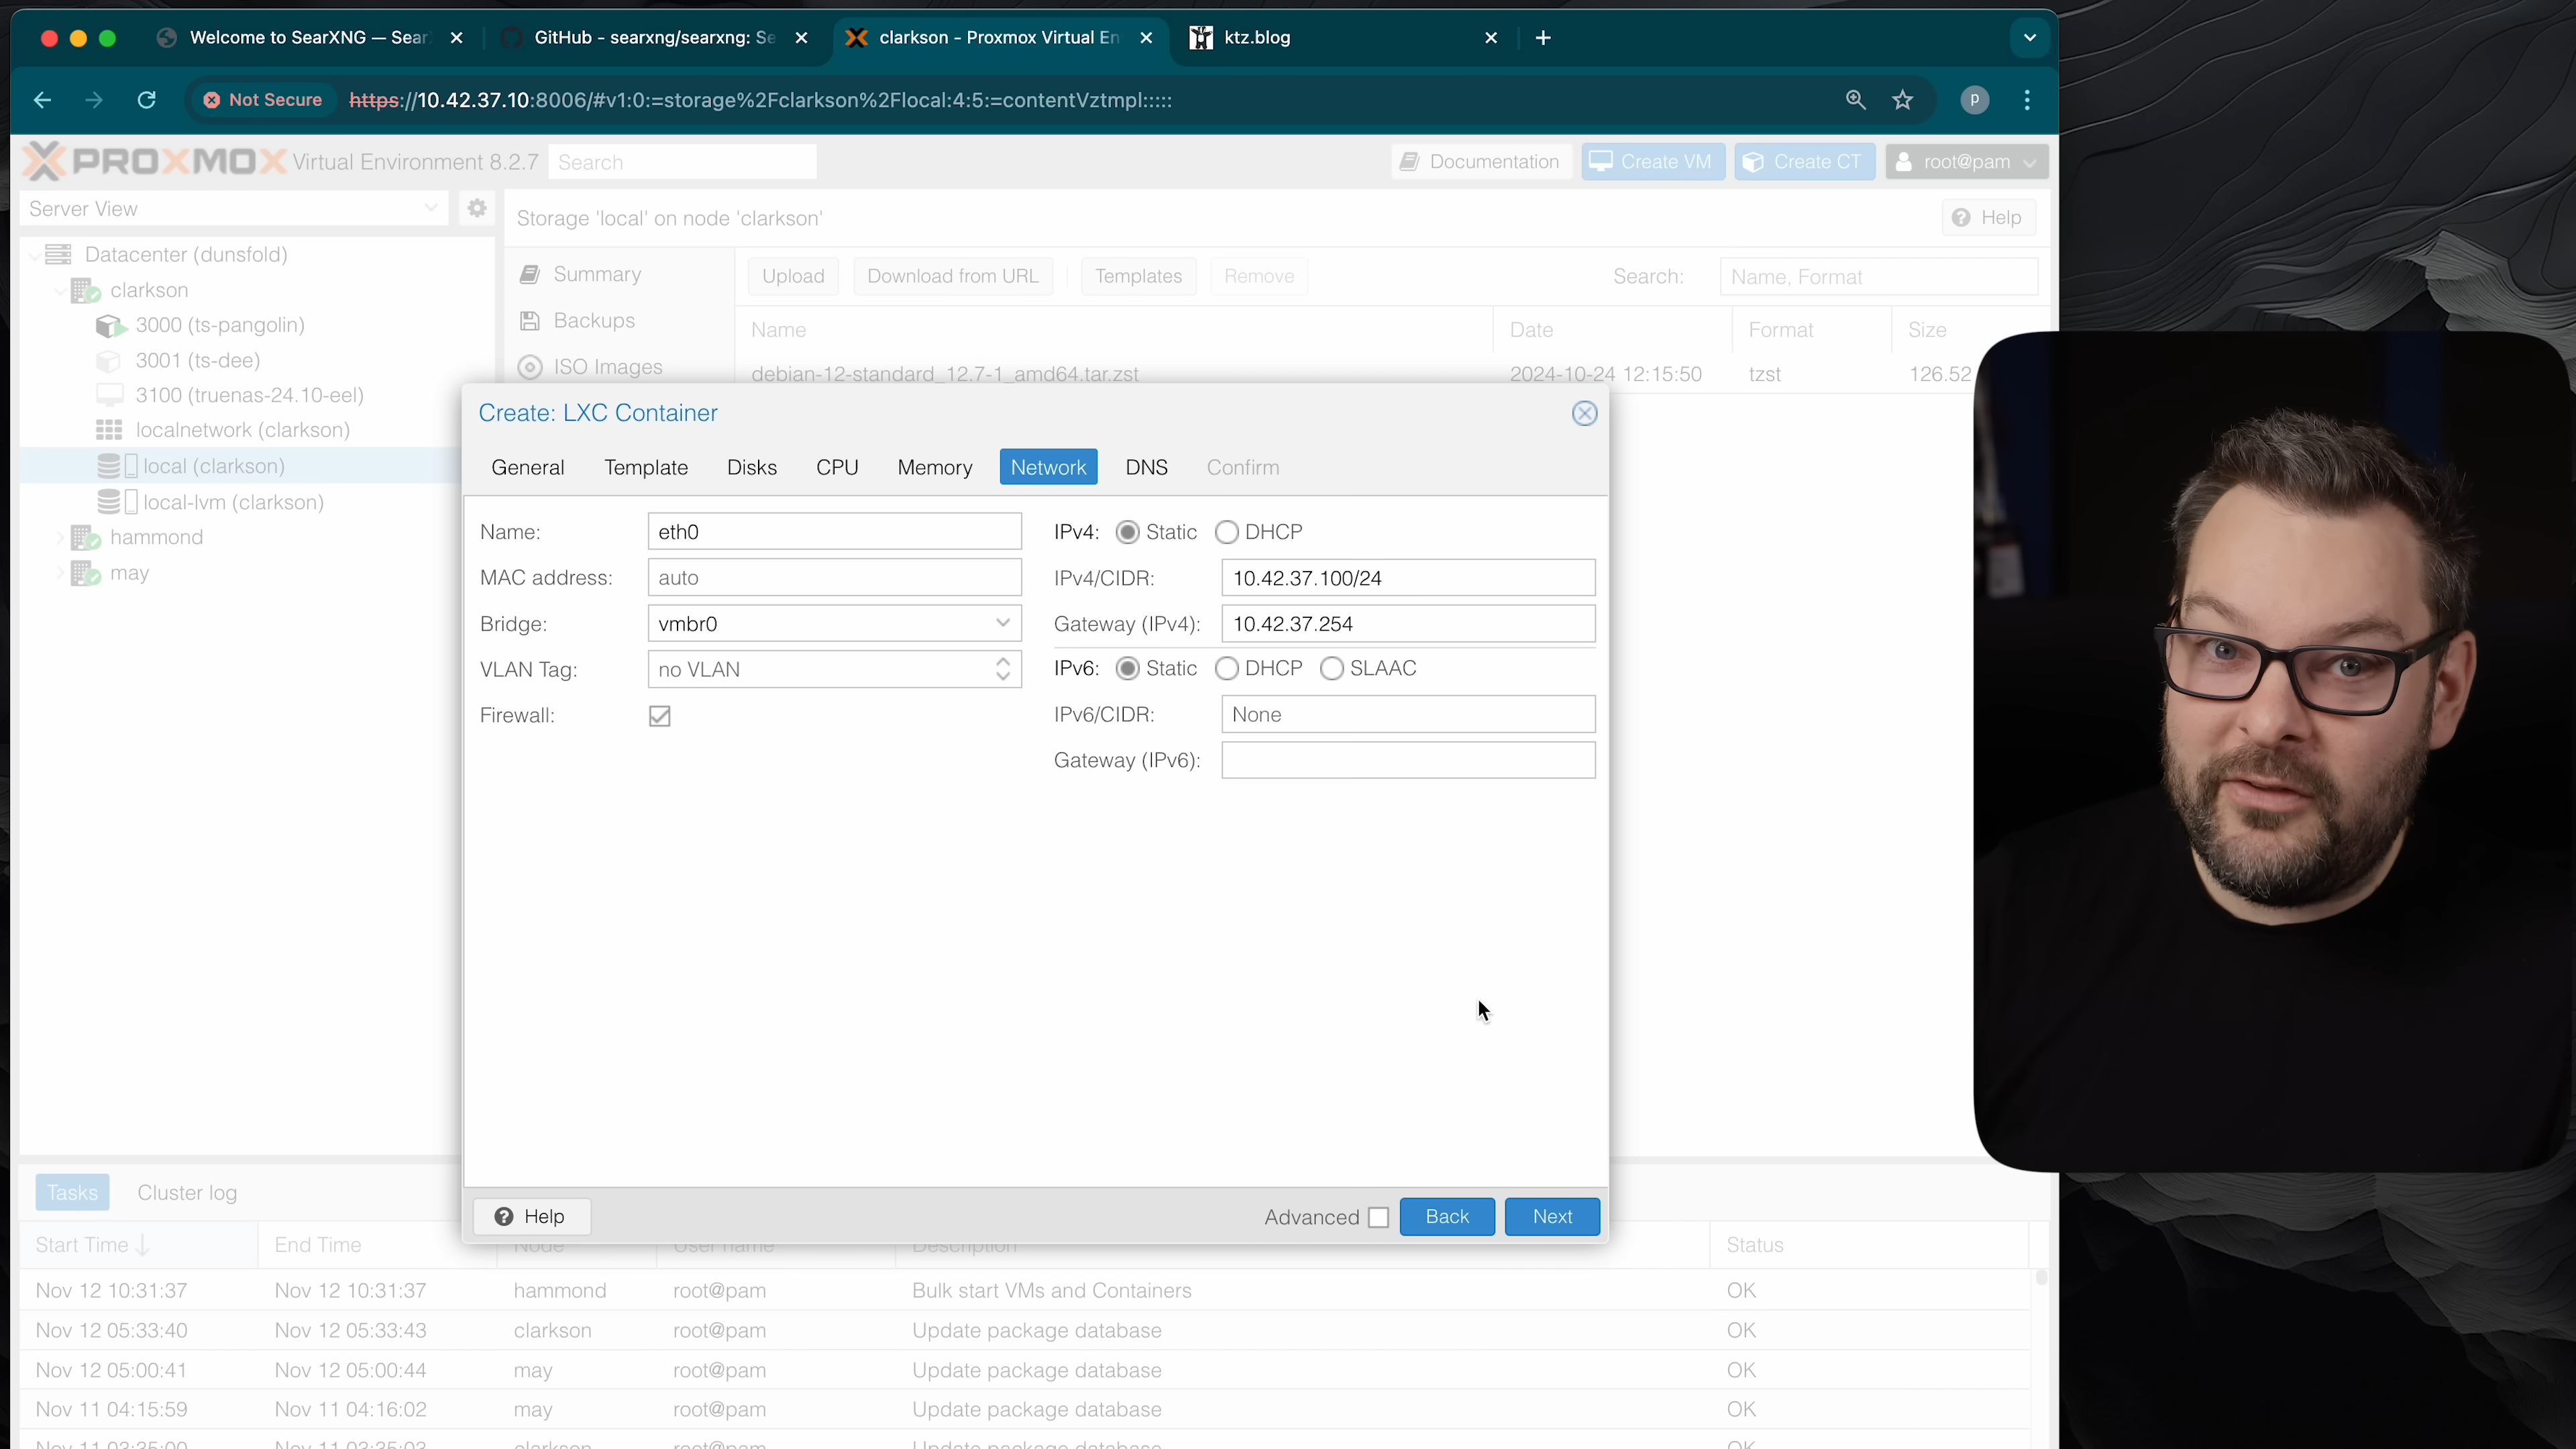 Welcome to SearXNG — Sear
GitHub - searxng/searxng: Se
clarkson - Proxmox Virtual En
ktz.blog
Not Secure
https://10.42.37.10:8006/#v1:0:=storage%2Fclarkson%2Flocal:4:5:=contentVztmpl:::::
p
PROXMOX Virtual Environment 8.2.7
Search
Documentation
Create VM
Create CT
root@pam
Server View
Storage 'local' on node 'clarkson'
Help
Datacenter (dunsfold)
clarkson
3000 (ts-pangolin)
3001 (ts-dee)
3100 (truenas-24.10-eel)
localnetwork (clarkson)
local (clarkson)
local-lvm (clarkson)
hammond
may
Summary
Backups
ISO Images
Upload
Download from URL
Templates
Remove
Search:
Name, Format
Name Date Format Size
debian-12-standard_12.7-1_amd64.tar.zst 2024-10-24 12:15:50 tzst 126.52
Create: LXC Container
General Template Disks CPU Memory Network DNS Confirm
Name: eth0
MAC address: auto
Bridge: vmbr0
VLAN Tag: no VLAN
Firewall:
IPv4: Static DHCP
IPv4/CIDR: 10.42.37.100/24
Gateway (IPv4): 10.42.37.254
IPv6: Static DHCP SLAAC
IPv6/CIDR: None
Gateway (IPv6):
Help
Advanced
Back
Next
Tasks
Cluster log
Start Time End Time Node User name Description Status
Nov 12 10:31:37 Nov 12 10:31:37 hammond root@pam Bulk start VMs and Containers OK
Nov 12 05:33:40 Nov 12 05:33:43 clarkson root@pam Update package database OK
Nov 12 05:00:41 Nov 12 05:00:44 may root@pam Update package database OK
Nov 11 04:15:59 Nov 11 04:16:02 may root@pam Update package database OK